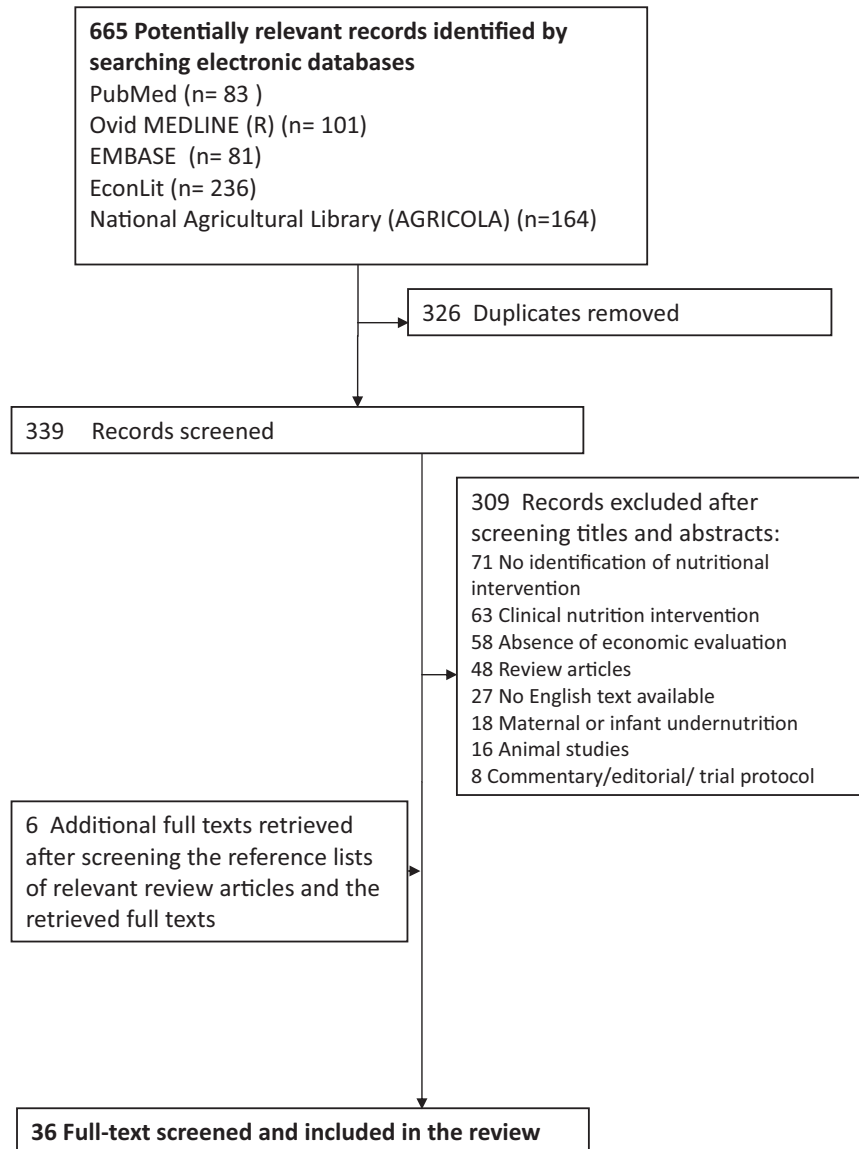 665 Potentially relevant records identified by
searching electronic databases
PubMed (n= 83 )
Ovid MEDLINE (R) (n= 101)
EMBASE (n= 81)
EconLit (n= 236)
National Agricultural Library (AGRICOLA) (n=164)
326 Duplicates removed
339 Records screened
309 Records excluded after
screening titles and abstracts:
71 No identification of nutritional
intervention
63 Clinical nutrition intervention
58 Absence of economic evaluation
48 Review articles
27 No English text available
18 Maternal or infant undernutrition
16 Animal studies
8 Commentary/editorial/ trial protocol
6 Additional full texts retrieved
after screening the reference lists
of relevant review articles and the
retrieved full texts
36 Full-text screened and included in the review